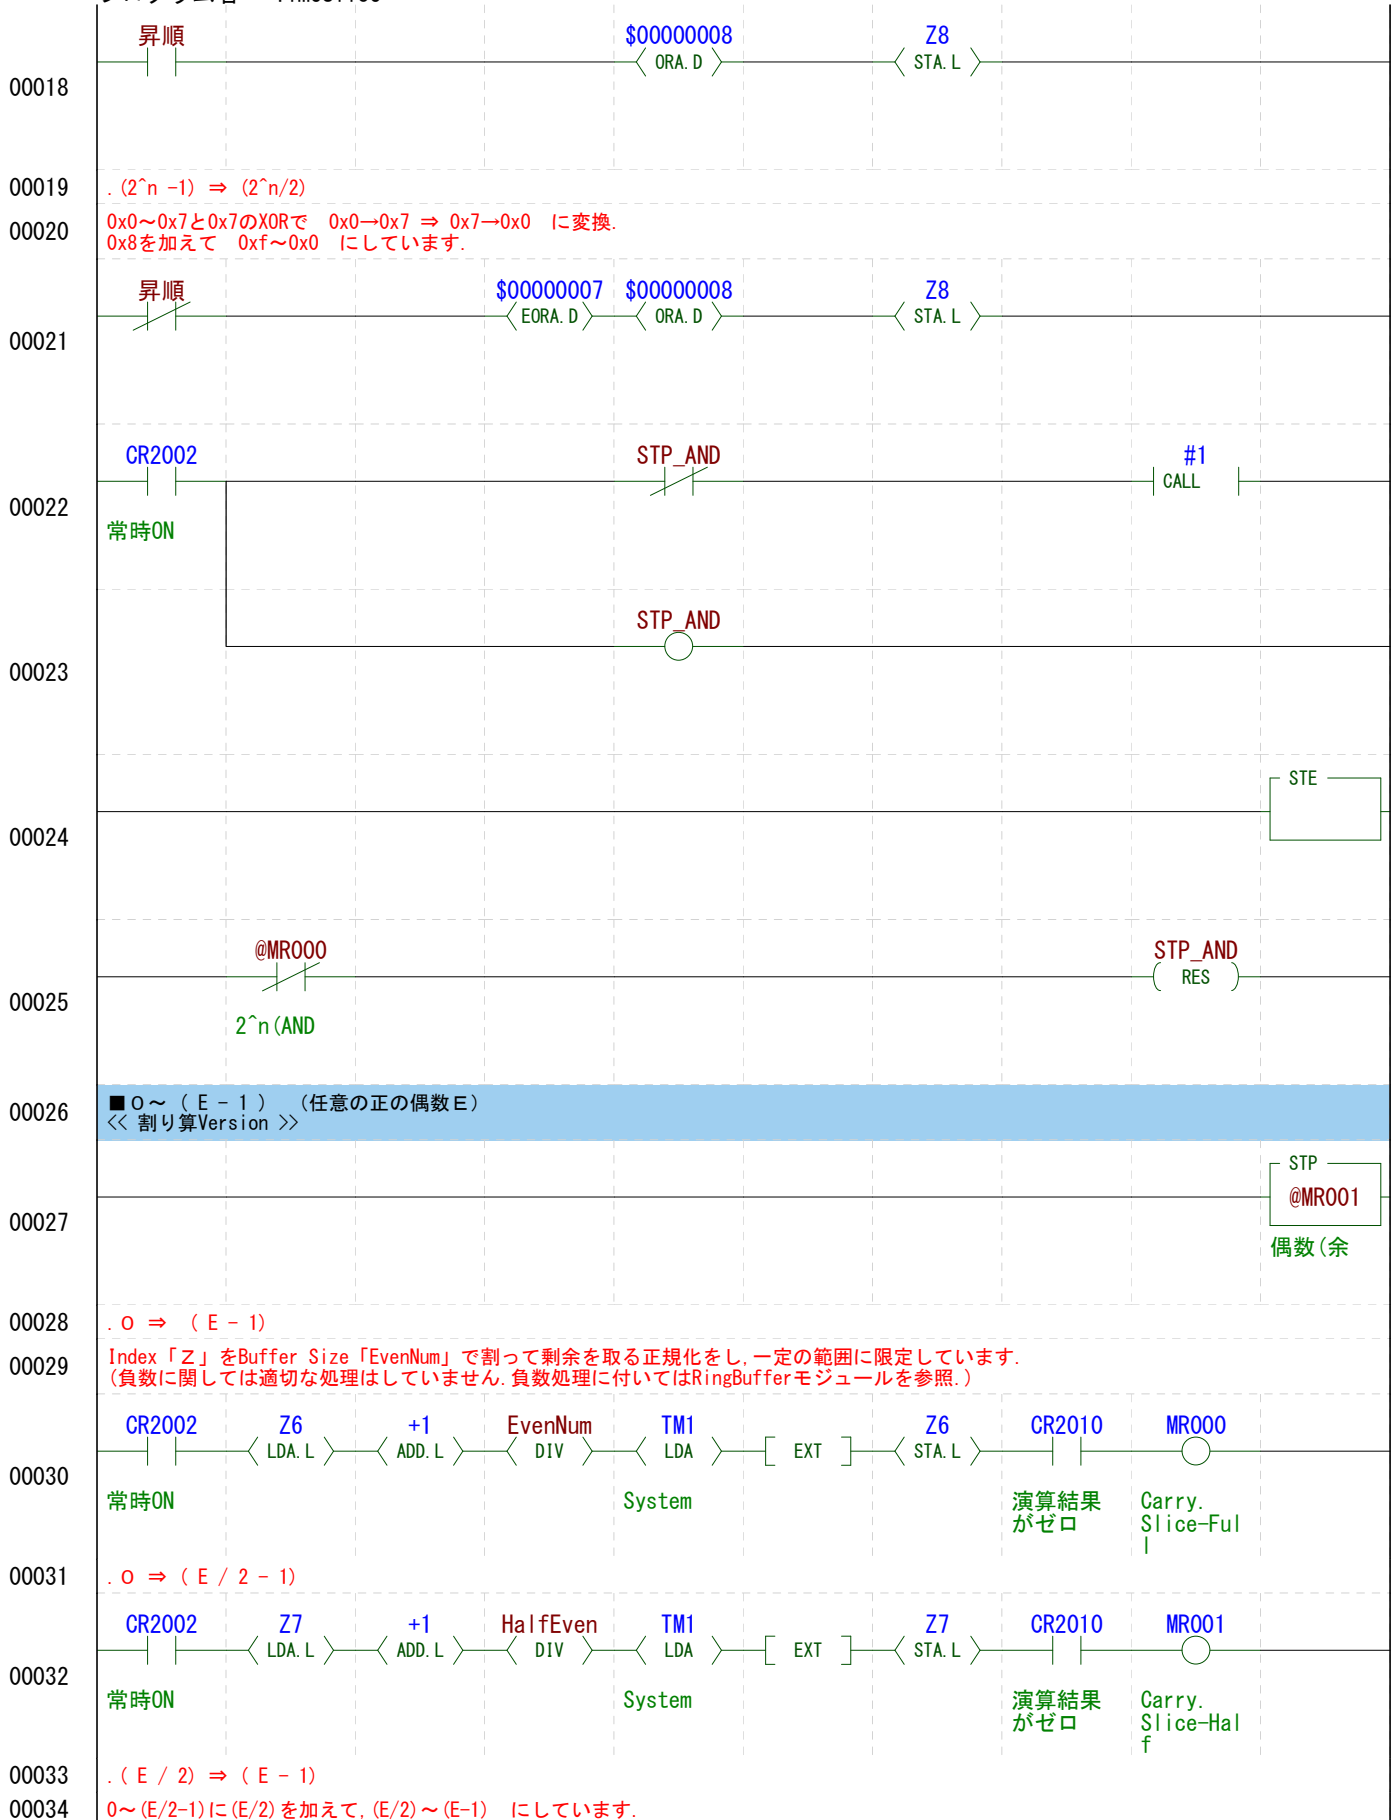 昇順 $00000008 Z8
ORA.D STA.L
00018
00019 .(2^n -1) ⇒ (2^n/2)
00020 0x0～0x7と0x7のXORで 0x0→0x7 ⇒ 0x7→0x0 に変換.
0x8を加えて 0xf～0x0 にしています.
昇順 $00000007 $00000008 Z8
EORA.D ORA.D STA.L
00021
CR2002 STP_AND #1
CALL
00022
常時ON
STP_AND
00023
STE
00024
@MR000 STP_AND
RES
00025
2^n(AND
00026 ■０～（Ｅ－１） （任意の正の偶数Ｅ）
<< 割り算Version >>
STP
@MR001
00027
偶数(余
00028 .０ ⇒ （Ｅ－１）
00029 Index「Ｚ」をBuffer Size「EvenNum」で割って剰余を取る正規化をし,一定の範囲に限定しています.
(負数に関しては適切な処理はしていません.負数処理に付いてはRingBufferモジュールを参照.)
CR2002 Z6 +1 EvenNum TM1 Z6 CR2010 MR000
LDA.L ADD.L DIV LDA EXT STA.L
00030
常時ON System 演算結果 Carry.
がゼロ Slice-Ful
l
00031 .０ ⇒（Ｅ／２－１）
CR2002 Z7 +1 HalfEven TM1 Z7 CR2010 MR001
LDA.L ADD.L DIV LDA EXT STA.L
00032
常時ON System 演算結果 Carry.
がゼロ Slice-Hal
f
00033 .（Ｅ／２）⇒（Ｅ－１）
00034 0～(E/2-1)に(E/2)を加えて,(E/2)～(E-1) にしています.